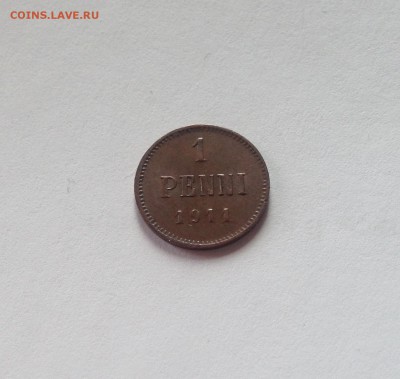 COINS.LAVE.RU
1
PENNI
1911